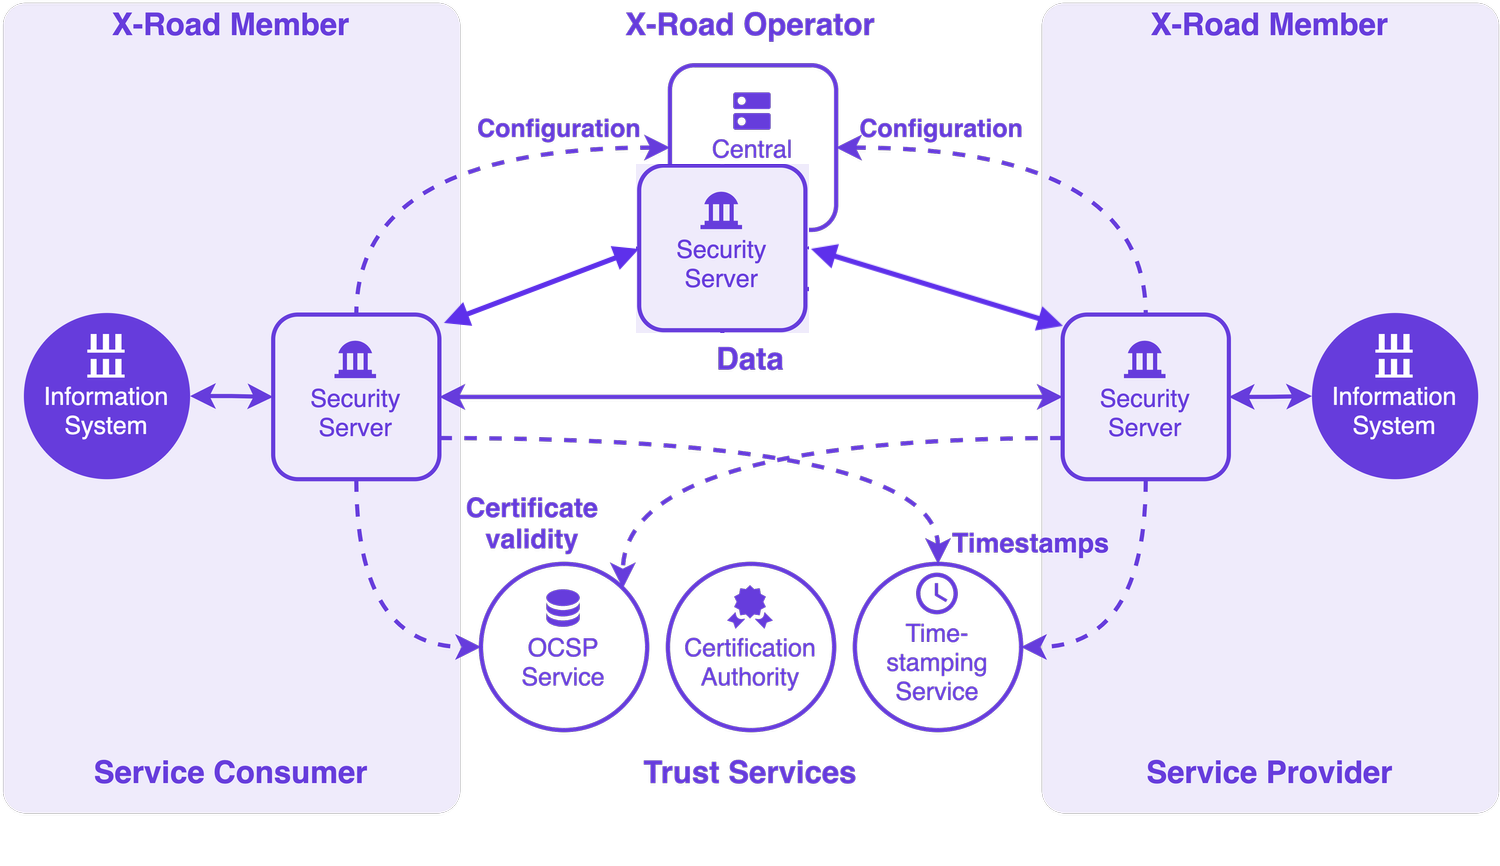 X-Road Member
X-Road Operator
X-Road Member
Configuration
Configuration
Central
Security
Server
Data
Information
System
Security
Server
Security
Server
Information
System
Certificate
validity
Timestamps
OCSP
Service
Certification
Authority
Time-
stamping
Service
Service Consumer
Trust Services
Service Provider